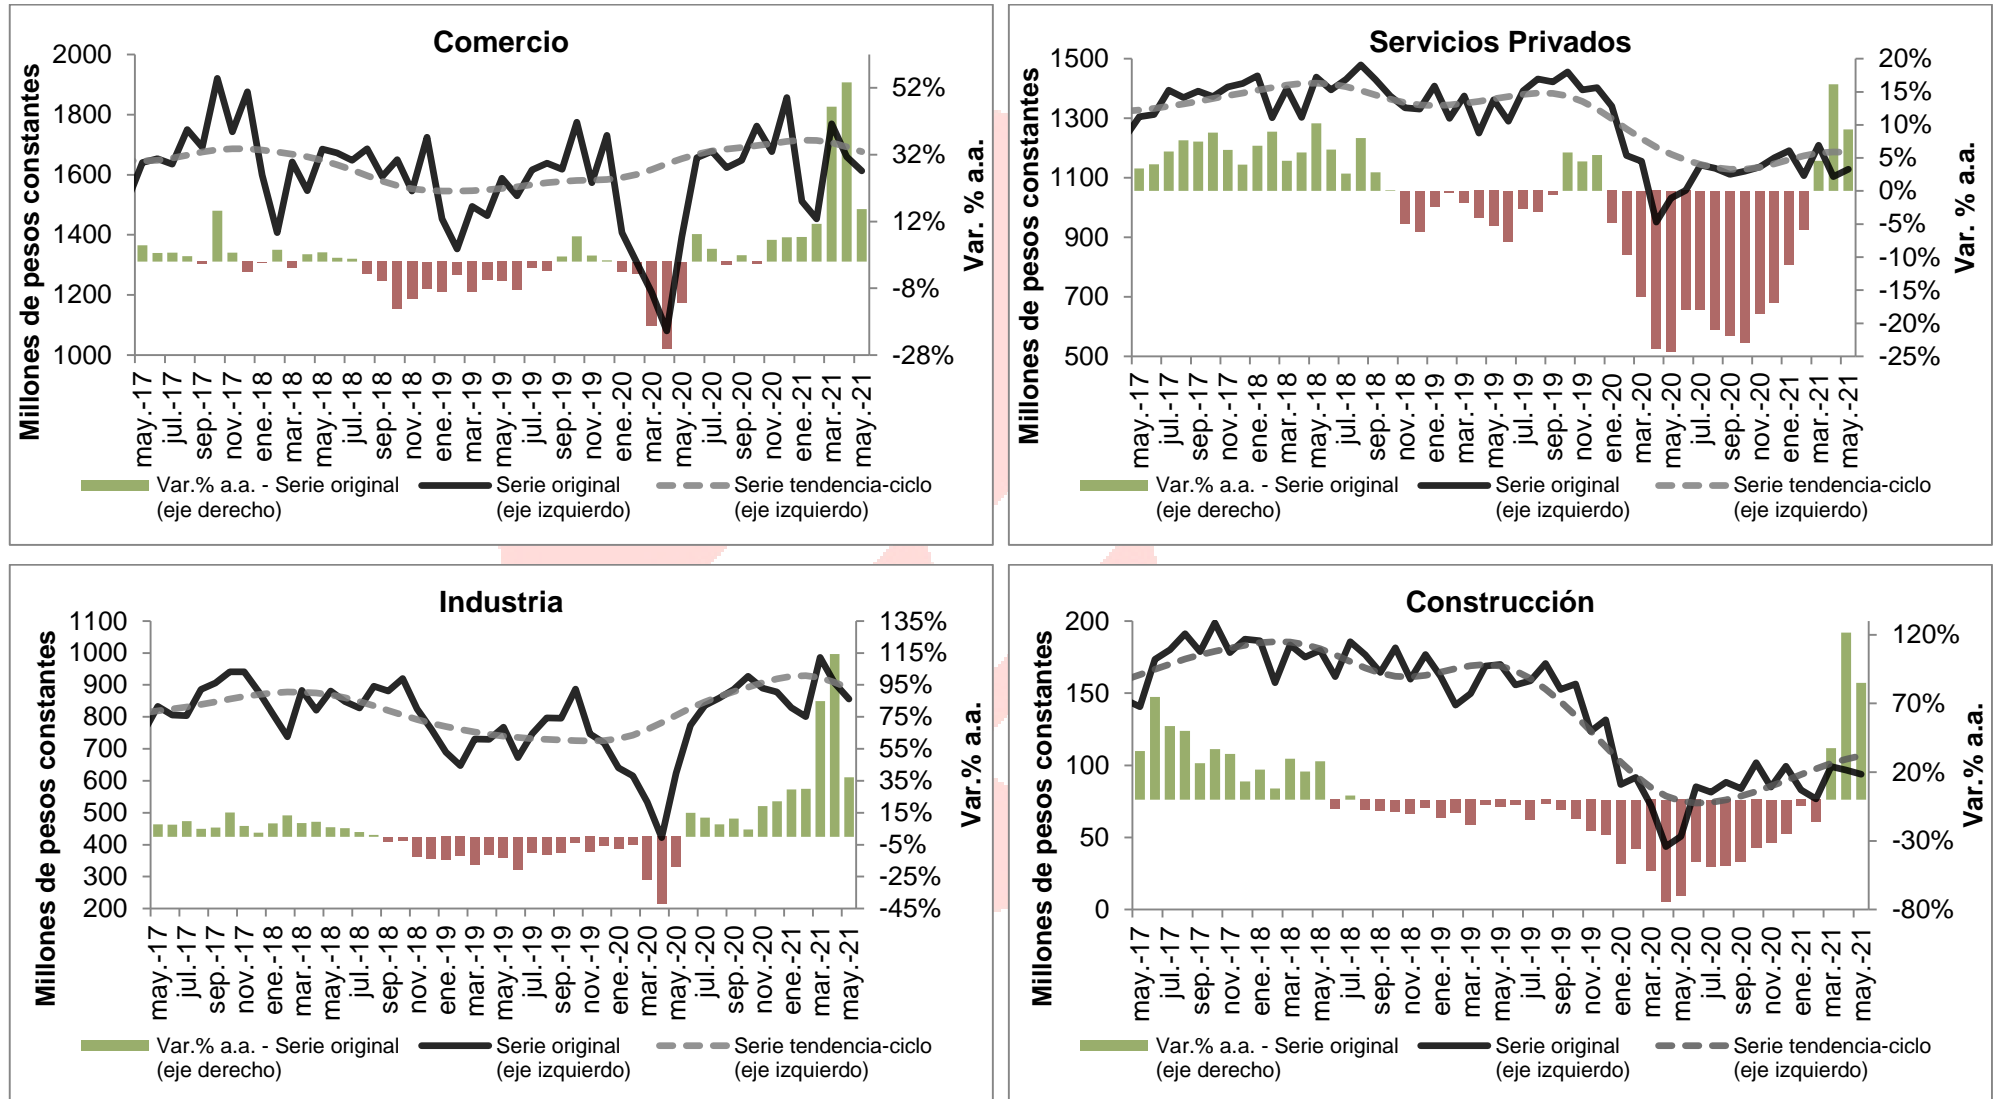 Comercio
Millones de pesos constantes
2000
1800
1600
1400
1200
1000
52%
32%
12%
-8%
-28%
Var. % a.a.
may.-17
jul.-17
sep.-17
nov.-17
ene.-18
mar.-18
may.-18
jul.-18
sep.-18
nov.-18
ene.-19
mar.-19
may.-19
jul.-19
sep.-19
nov.-19
ene.-20
mar.-20
may.-20
jul.-20
sep.-20
nov.-20
ene.-21
mar.-21
may.-21
Var.% a.a. - Serie original
(eje derecho)
Serie original
(eje izquierdo)
Serie tendencia-ciclo
(eje izquierdo)
Servicios Privados
Millones de pesos constantes
1500
1300
1100
900
700
500
20%
15%
10%
5%
0%
-5%
-10%
-15%
-20%
-25%
Var. % a.a.
may.-17
jul.-17
sep.-17
nov.-17
ene.-18
mar.-18
may.-18
jul.-18
sep.-18
nov.-18
ene.-19
mar.-19
may.-19
jul.-19
sep.-19
nov.-19
ene.-20
mar.-20
may.-20
jul.-20
sep.-20
nov.-20
ene.-21
mar.-21
may.-21
Var.% a.a. - Serie original
(eje derecho)
Serie original
(eje izquierdo)
Serie tendencia-ciclo
(eje izquierdo)
Industria
Millones de pesos constantes
1100
1000
900
800
700
600
500
400
300
200
135%
115%
95%
75%
55%
35%
15%
-5%
-25%
-45%
Var.% a.a.
may.-17
jul.-17
sep.-17
nov.-17
ene.-18
mar.-18
may.-18
jul.-18
sep.-18
nov.-18
ene.-19
mar.-19
may.-19
jul.-19
sep.-19
nov.-19
ene.-20
mar.-20
may.-20
jul.-20
sep.-20
nov.-20
ene.-21
mar.-21
may.-21
Var.% a.a. - Serie original
(eje derecho)
Serie original
(eje izquierdo)
Serie tendencia-ciclo
(eje izquierdo)
Construcción
Millones de pesos constantes
200
150
100
50
0
120%
70%
20%
-30%
-80%
Var.% a.a.
may.-17
jul.-17
sep.-17
nov.-17
ene.-18
mar.-18
may.-18
jul.-18
sep.-18
nov.-18
ene.-19
mar.-19
may.-19
jul.-19
sep.-19
nov.-19
ene.-20
mar.-20
may.-20
jul.-20
sep.-20
nov.-20
ene.-21
mar.-21
may.-21
Var.% a.a. - Serie original
(eje derecho)
Serie original
(eje izquierdo)
Serie tendencia-ciclo
(eje izquierdo)